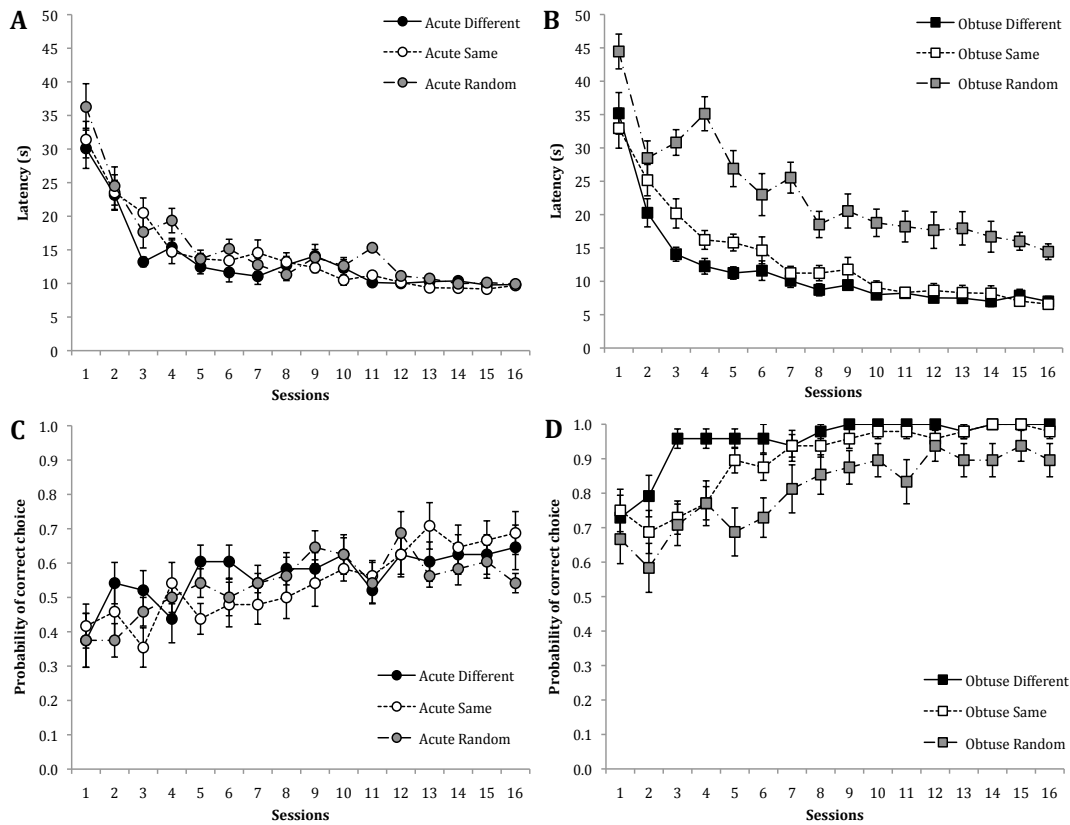 A
50
45
40
35
30
25
20
15
10
5
0
Latency (s)
1 2 3 4 5 6 7 8 9 10 11 12 13 14 15 16
Sessions
Acute Different
Acute Same
Acute Random
B
50
45
40
35
30
25
20
15
10
5
0
Latency (s)
1 2 3 4 5 6 7 8 9 10 11 12 13 14 15 16
Sessions
Obtuse Different
Obtuse Same
Obtuse Random
C
1.0
0.9
0.8
0.7
0.6
0.5
0.4
0.3
0.2
0.1
0.0
Probability of correct choice
1 2 3 4 5 6 7 8 9 10 11 12 13 14 15 16
Sessions
Acute Different
Acute Same
Acute Random
D
1.0
0.9
0.8
0.7
0.6
0.5
0.4
0.3
0.2
0.1
0.0
Probability of correct choice
1 2 3 4 5 6 7 8 9 10 11 12 13 14 15 16
Sessions
Obtuse Different
Obtuse Same
Obtuse Random